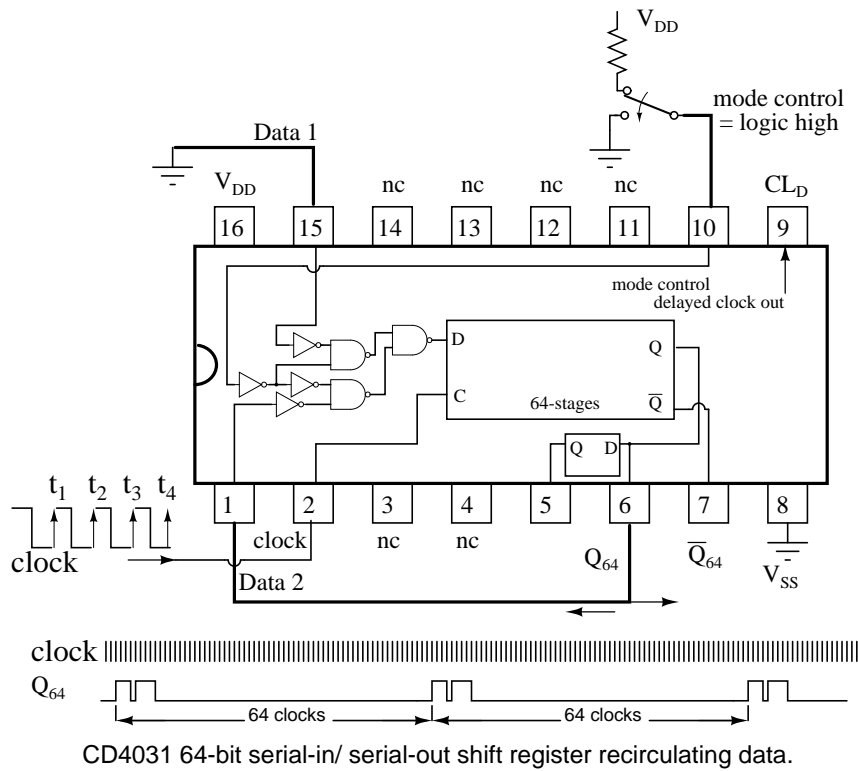 V_DD
mode control
= logic high
Data 1
V_DD
nc
nc
nc
nc
CL_D
16
15
14
13
12
11
10
9
mode control
delayed clock out
D
Q
C
64-stages
Q̅
Q
D
t_1
t_2
t_3
t_4
1
2
3
4
5
6
7
8
clock
clock
nc
nc
Q_64
Q̅_64
V_SS
Data 2
clock
Q_64
64 clocks
64 clocks
CD4031 64-bit serial-in/ serial-out shift register recirculating data.